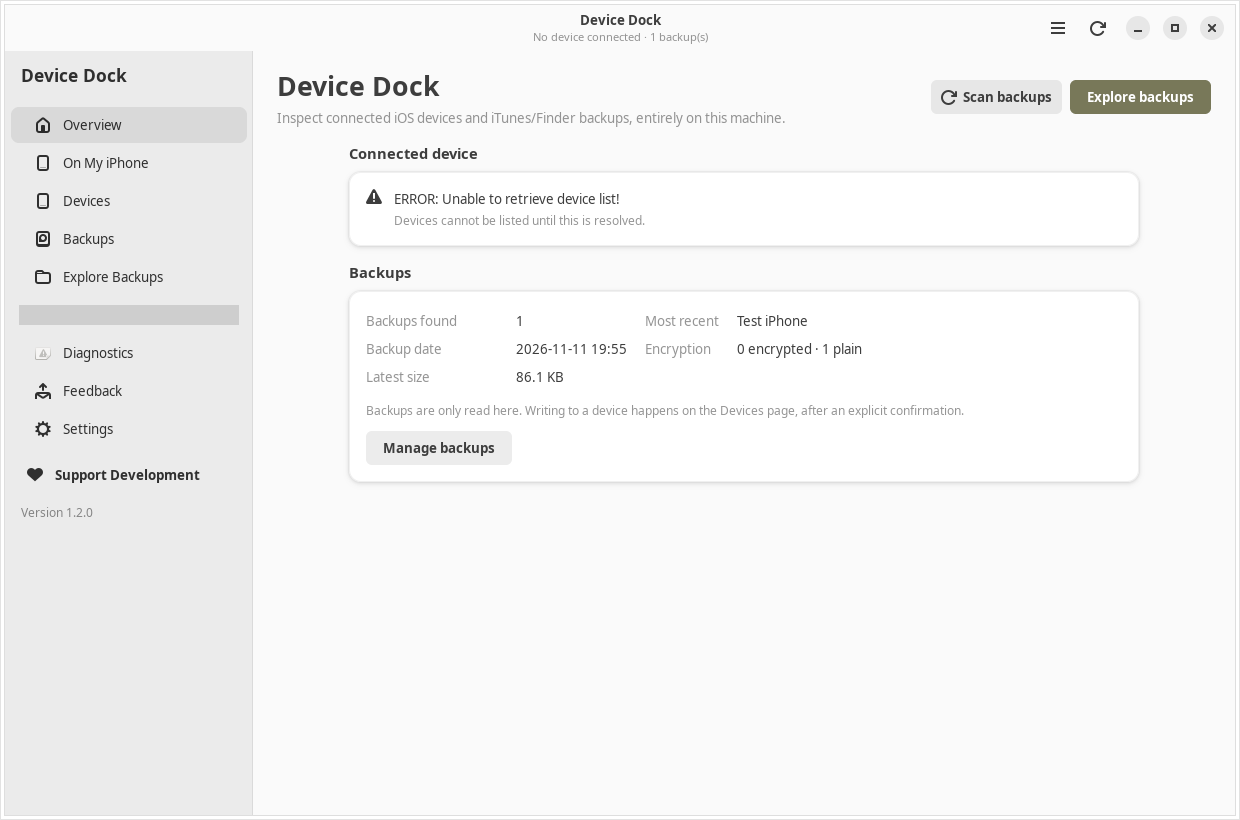 Device Dock
No device connected · 1 backup(s)
Device Dock
Overview
On My iPhone
Devices
Backups
Explore Backups
Diagnostics
Feedback
Settings
Support Development
Version 1.2.0
Device Dock
Inspect connected iOS devices and iTunes/Finder backups, entirely on this machine.
Scan backups
Explore backups
Connected device
ERROR: Unable to retrieve device list!
Devices cannot be listed until this is resolved.
Backups
Backups found 1 Most recent Test iPhone
Backup date 2026-11-11 19:55 Encryption 0 encrypted · 1 plain
Latest size 86.1 KB
Backups are only read here. Writing to a device happens on the Devices page, after an explicit confirmation.
Manage backups